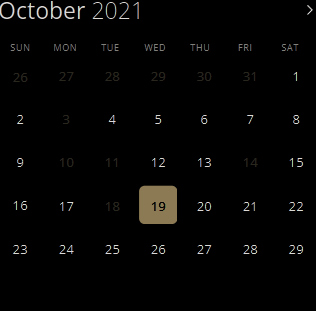 October 2021 >
SUN MON TUE WED THU FRI SAT
26 27 28 29 30 31 1
2 3 4 5 6 7 8
9 10 11 12 13 14 15
16 17 18 19 20 21 22
23 24 25 26 27 28 29